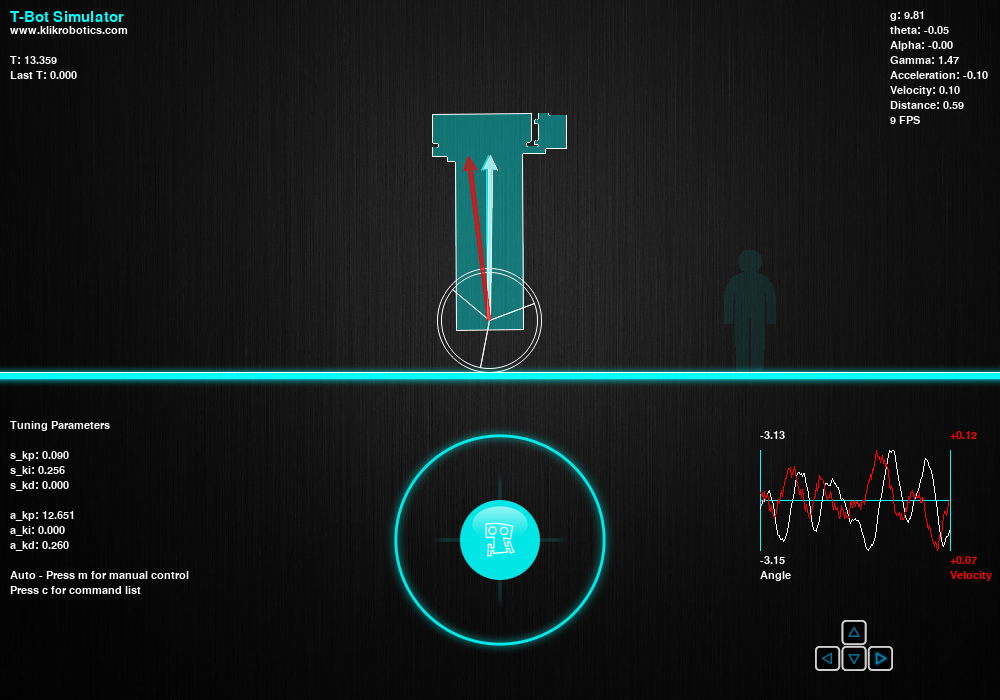 T-Bot Simulator
www.klikrobotics.com
T: 13.359
Last T: 0.000
g: 9.81
theta: -0.05
Alpha: -0.00
Gamma: 1.47
Acceleration: -0.10
Velocity: 0.10
Distance: 0.59
9 FPS
Tuning Parameters
s_kp: 0.090
s_ki: 0.256
s_kd: 0.000
a_kp: 12.651
a_ki: 0.000
a_kd: 0.260
Auto - Press m for manual control
Press c for command list
-3.13 +0.12
-3.15 +0.07
Angle Velocity